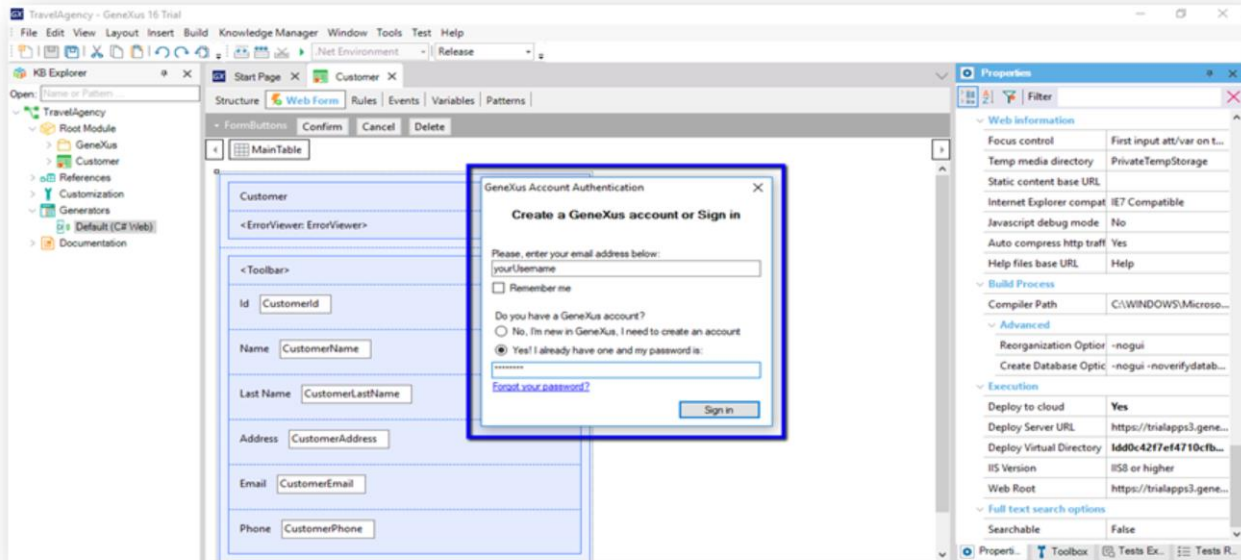 TravelAgency - GeneXus 16 Trial
File Edit View Layout Insert Build Knowledge Manager Window Tools Test Help
.Net Environment Release
KB Explorer
Open: Name or Pattern...
TravelAgency
Root Module
GeneXus
Customer
References
Customization
Generators
Default (C# Web)
Documentation
Start Page Customer
Structure Web Form Rules Events Variables Patterns
FormButtons Confirm Cancel Delete
MainTable
Customer
<ErrorViewer: ErrorViewer>
<Toolbar>
Id CustomerId
Name CustomerName
Last Name CustomerLastName
Address CustomerAddress
Email CustomerEmail
Phone CustomerPhone
GeneXus Account Authentication
Create a GeneXus account or Sign in
Please, enter your email address below:
yourUsername
Remember me
Do you have a GeneXus account?
No, I'm new in GeneXus, I need to create an account
Yes! I already have one and my password is:
********
Forgot your password?
Sign in
Properties
Filter
Web information
Focus control First input att/var on t...
Temp media directory PrivateTempStorage
Static content base URL
Internet Explorer compat IE7 Compatible
Javascript debug mode No
Auto compress http traff Yes
Help files base URL Help
Build Process
Compiler Path C:\WINDOWS\Microso...
Advanced
Reorganization Option -nogui
Create Database Optic -nogui -noverifydatab...
Execution
Deploy to cloud Yes
Deploy Server URL https://trialapps3.gene...
Deploy Virtual Directory Idd0c42f7ef4710cfb...
IIS Version IIS8 or higher
Web Root https://trialapps3.gene...
Full text search options
Searchable False
Properti... Toolbox Tests Ex... Tests R...